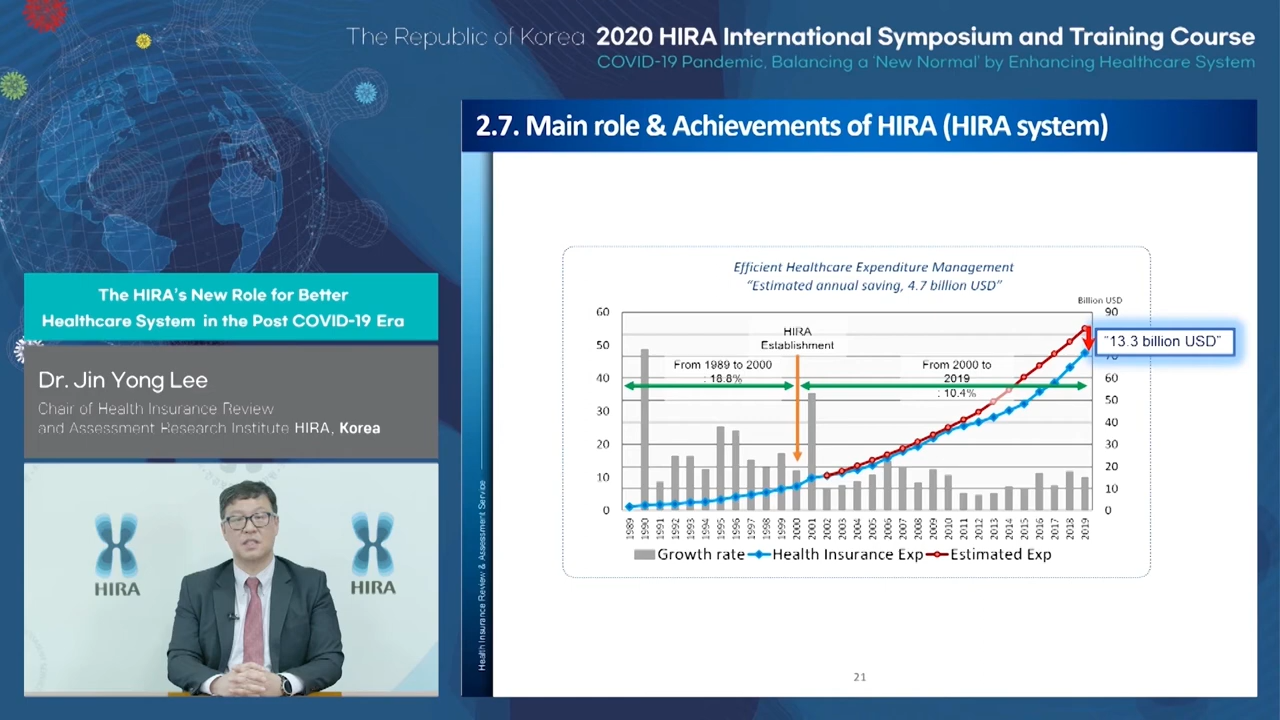 The Republic of Korea 2020 HIRA International Symposium and Training Course
COVID-19 Pandemic, Balancing a 'New Normal' by Enhancing Healthcare System
The HIRA's New Role for Better
Healthcare System in the Post COVID-19 Era
Dr. Jin Yong Lee
Chair of Health Insurance Review
and Assessment Research Institute HIRA, Korea
HIRA
HIRA
2.7. Main role & Achievements of HIRA (HIRA system)
Health Insurance Review & Assessment Service
Efficient Healthcare Expenditure Management
"Estimated annual saving, 4.7 billion USD"
Billion USD
60
50
40
30
20
10
0
90
70
60
50
40
30
20
10
0
HIRA
Establishment
From 1989 to 2000
: 18.8%
From 2000 to
2019
: 10.4%
"13.3 billion USD"
1989 1990 1991 1992 1993 1994 1995 1996 1997 1998 1999 2000 2001 2002 2003 2004 2005 2006 2007 2008 2009 2010 2011 2012 2013 2014 2015 2016 2017 2018 2019
Growth rate Health Insurance Exp Estimated Exp
21